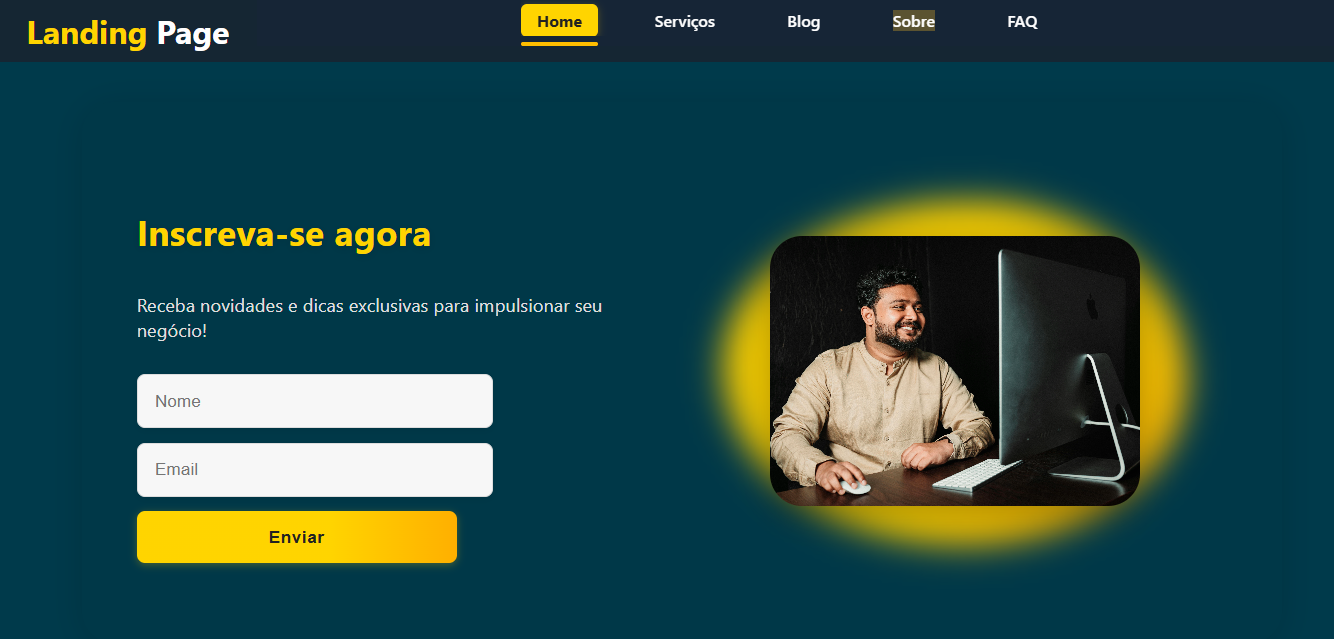 Landing Page
Home
Serviços
Blog
Sobre
FAQ
Inscreva-se agora
Receba novidades e dicas exclusivas para impulsionar seu
negócio!
Nome
Email
Enviar